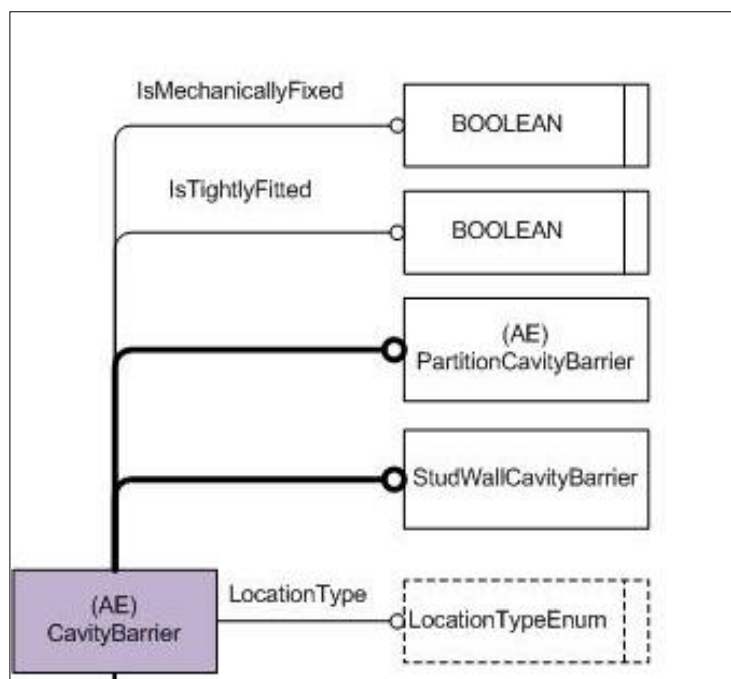 IsMechanicallyFixed
BOOLEAN
IsTightlyFitted
BOOLEAN
(AE)
PartitionCavityBarrier
StudWallCavityBarrier
(AE)
CavityBarrier
LocationType
LocationTypeEnum